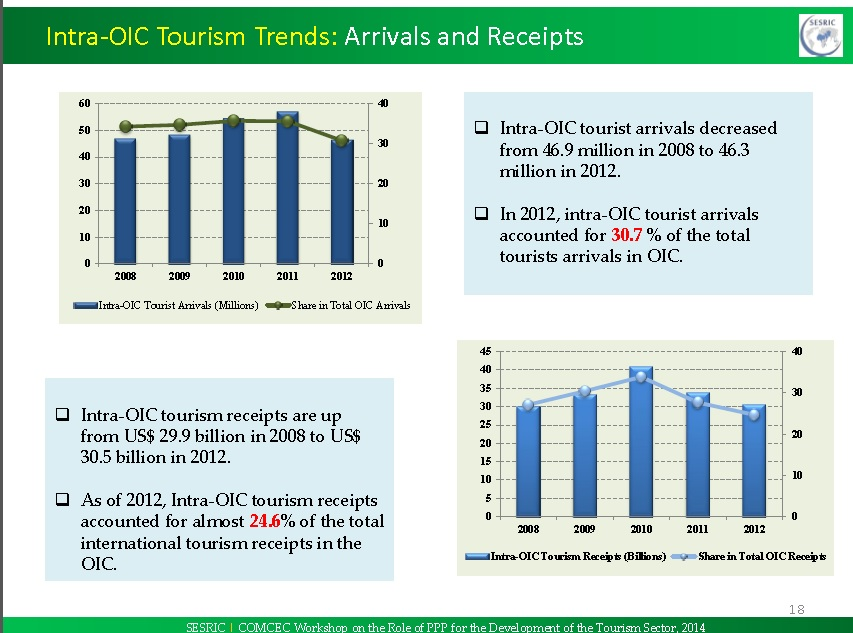 Intra-OIC Tourism Trends: Arrivals and Receipts
SESRIC
60
50
40
30
20
10
0
40
30
20
10
0
2008 2009 2010 2011 2012
Intra-OIC Tourist Arrivals (Millions) Share in Total OIC Arrivals
Intra-OIC tourist arrivals decreased
from 46.9 million in 2008 to 46.3
million in 2012.
In 2012, intra-OIC tourist arrivals
accounted for 30.7 % of the total
tourists arrivals in OIC.
Intra-OIC tourism receipts are up
from US$ 29.9 billion in 2008 to US$
30.5 billion in 2012.
As of 2012, Intra-OIC tourism receipts
accounted for almost 24.6% of the total
international tourism receipts in the
OIC.
45
40
35
30
25
20
15
10
5
0
40
30
20
10
0
2008 2009 2010 2011 2012
Intra-OIC Tourism Receipts (Billions) Share in Total OIC Receipts
18
SESRIC | COMCEC Workshop on the Role of PPP for the Development of the Tourism Sector, 2014